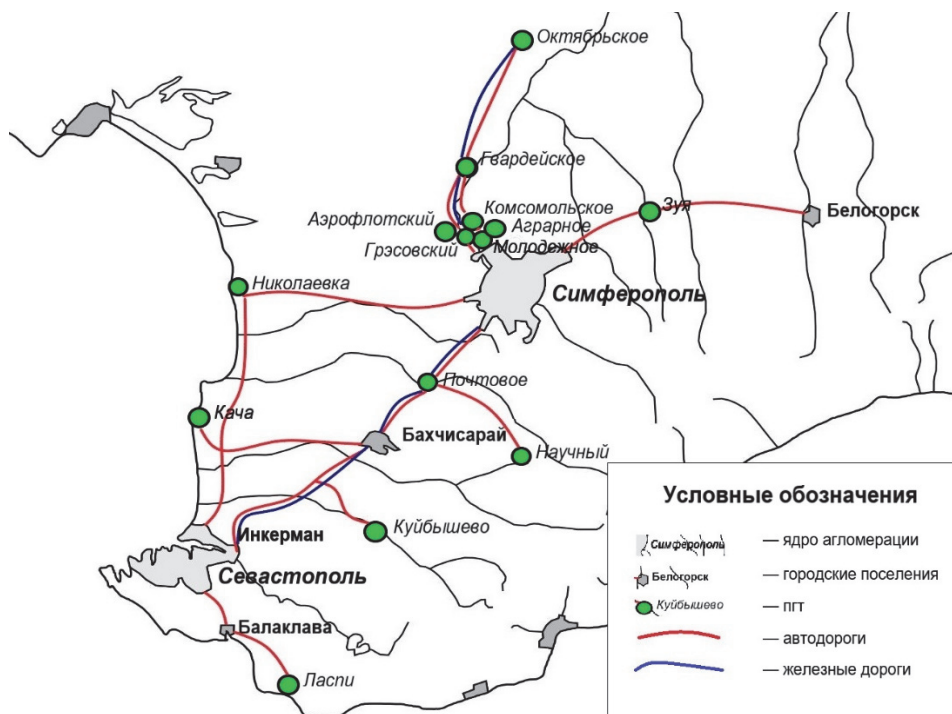 Октябрьское
Гвардейское
Комсомольское
Аэрофлотский
Аграрное
Грэсовский
Молодежное
Зуя
Белогорск
Николаевка
Симферополь
Почтовое
Кача
Бахчисарай
Научный
Инкерман
Куйбышево
Севастополь
Балаклава
Ласпи
Условные обозначения
Симферополь — ядро агломерации
Белогорск — городские поселения
Куйбышево — пгт
— автодороги
— железные дороги